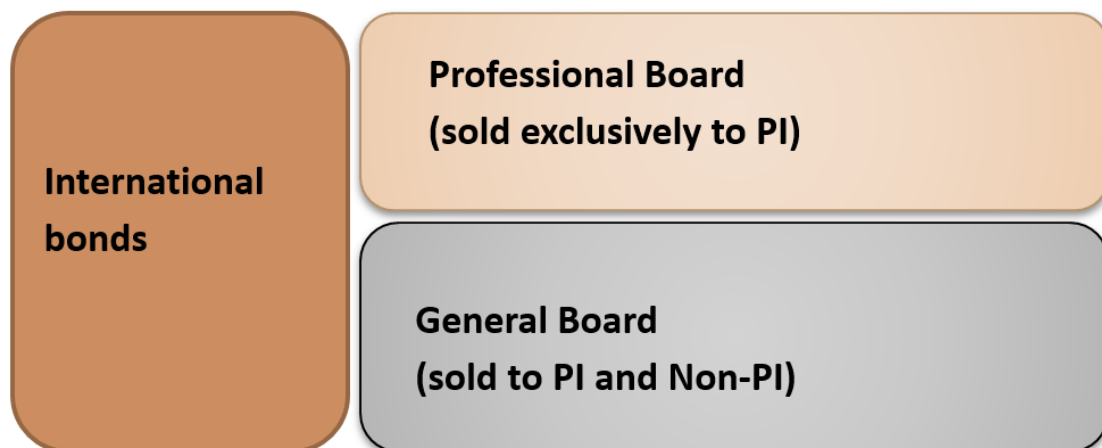 International
bonds
Professional Board
(sold exclusively to PI)
General Board
(sold to PI and Non-PI)